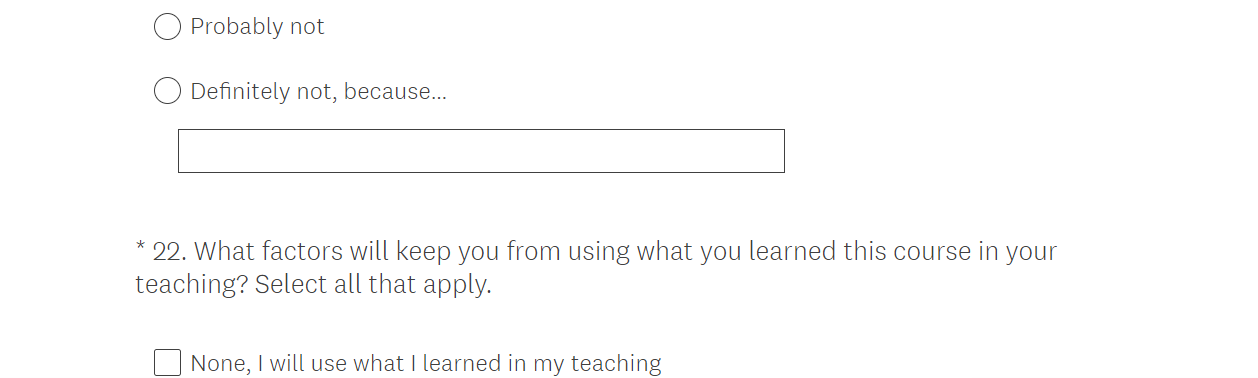 Probably not
Definitely not, because...
* 22. What factors will keep you from using what you learned this course in your
teaching? Select all that apply.
None, I will use what I learned in my teaching